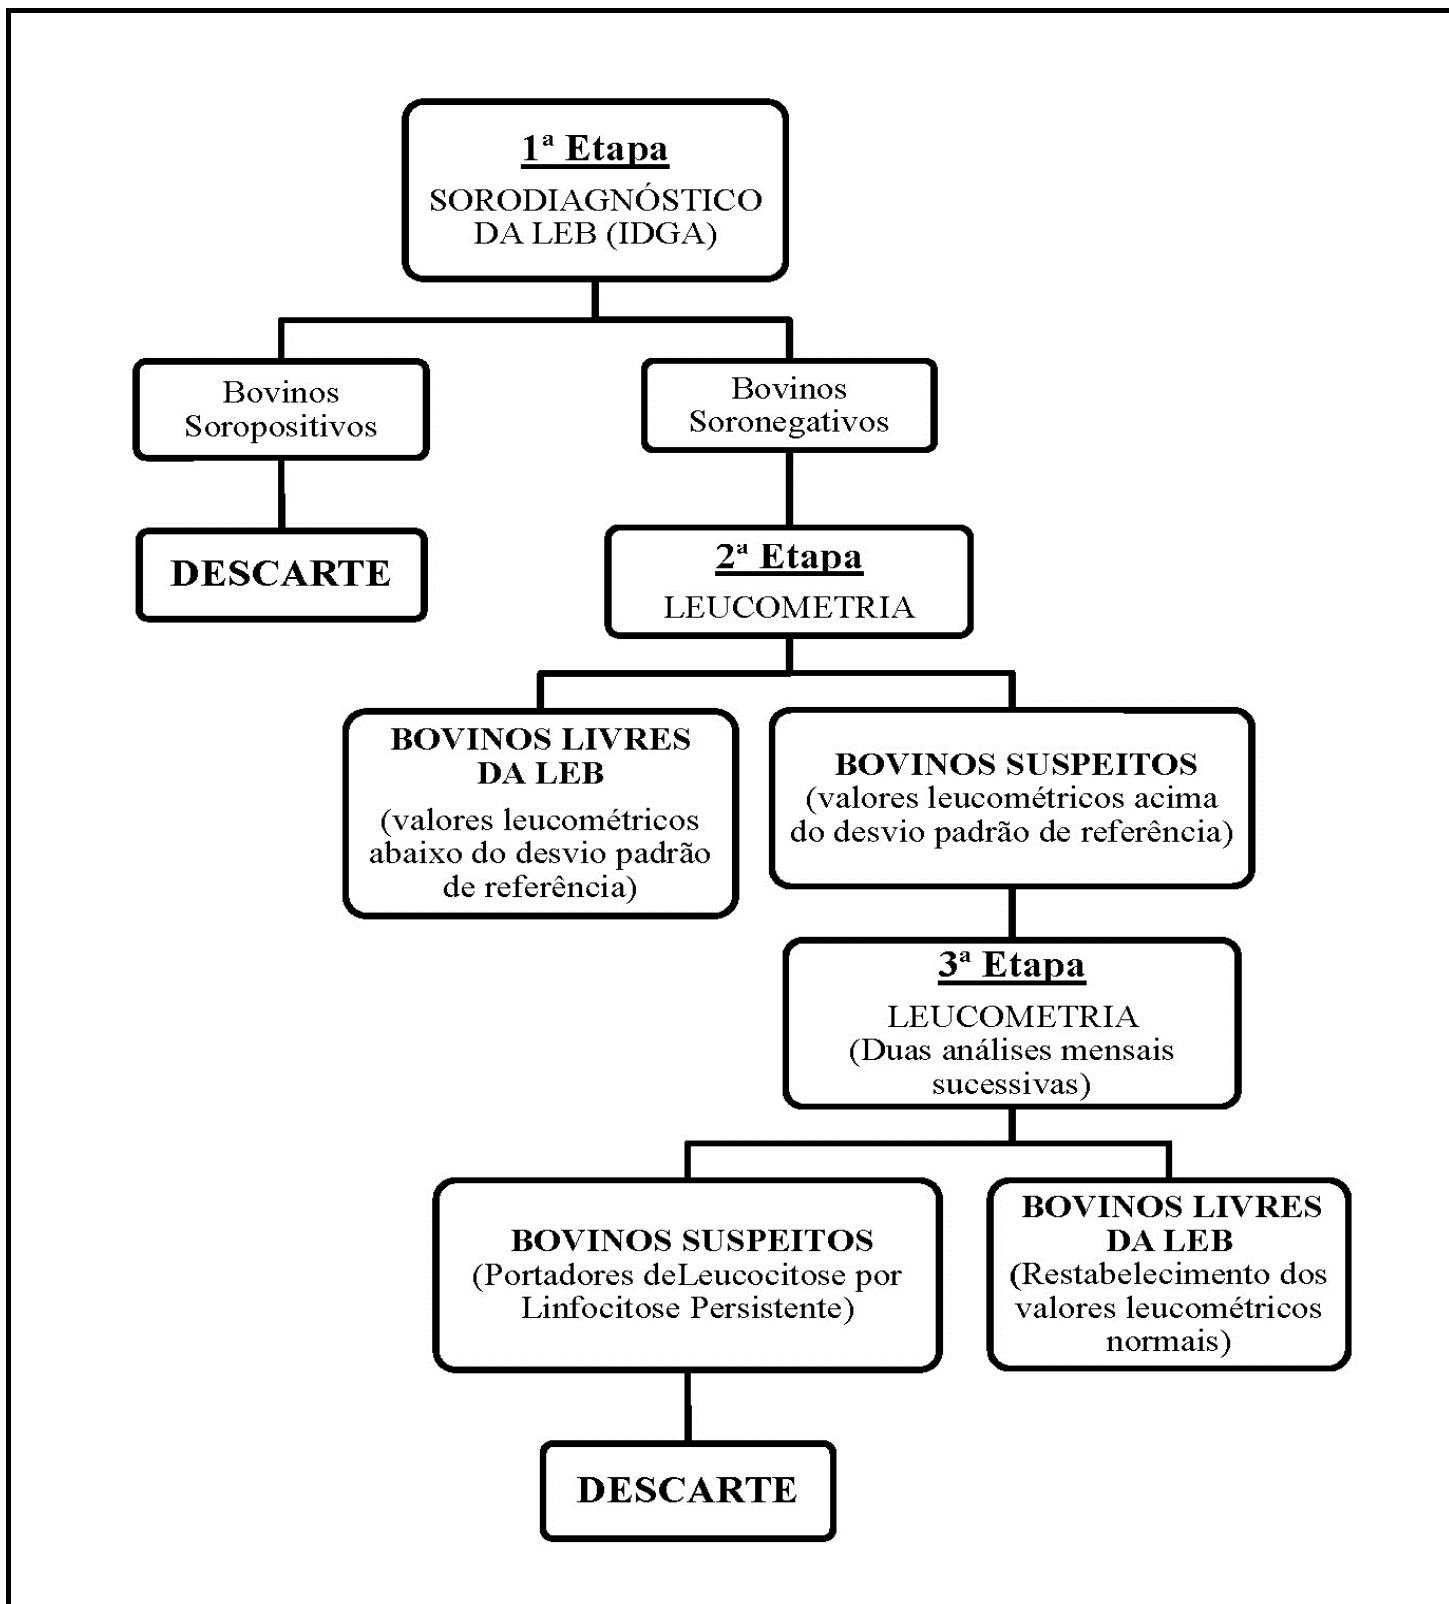 1ª Etapa
SORODIAGNÓSTICO
DA LEB (IDGA)
Bovinos
Soropositivos
Bovinos
Soronegativos
DESCARTE
2ª Etapa
LEUCOMETRIA
BOVINOS LIVRES
DA LEB
(valores leucométricos
abaixo do desvio padrão
de referência)
BOVINOS SUSPEITOS
(valores leucométricos acima
do desvio padrão de referência)
3ª Etapa
LEUCOMETRIA
(Duas análises mensais
sucessivas)
BOVINOS SUSPEITOS
(Portadores deLeucocitose por
Linfocitose Persistente)
BOVINOS LIVRES
DA LEB
(Restabelecimento dos
valores leucométricos
normais)
DESCARTE